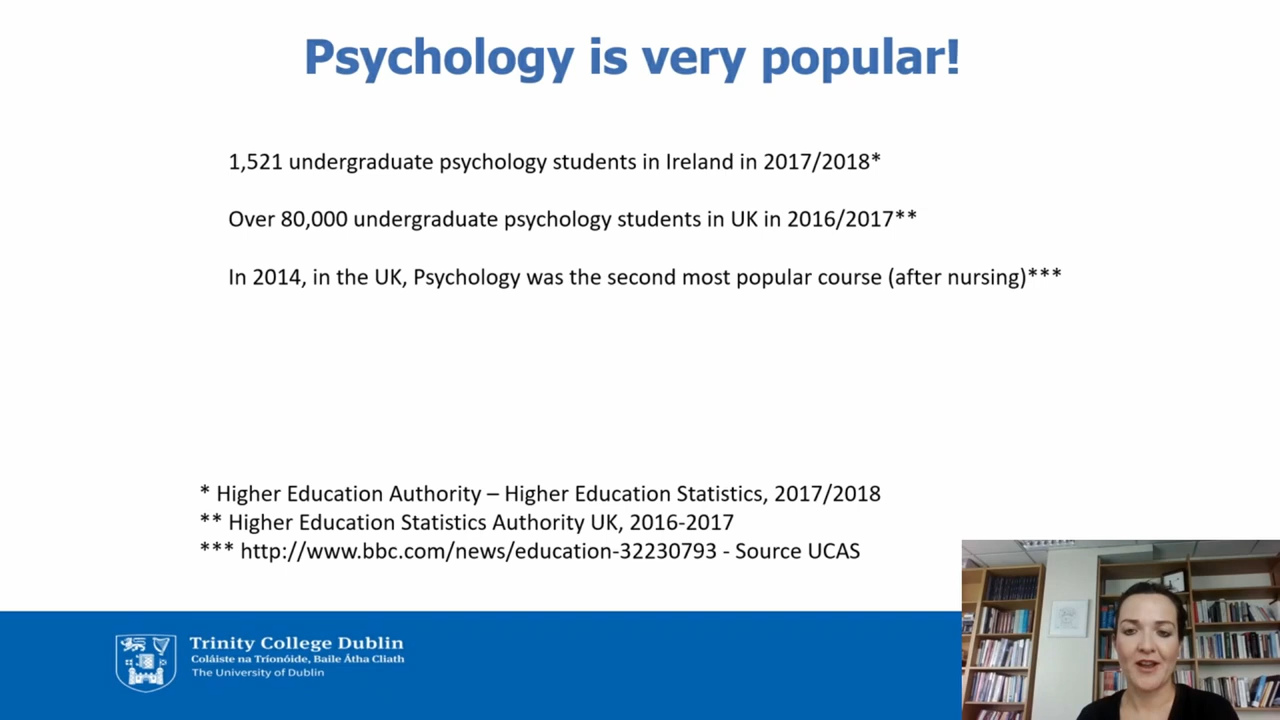 Psychology is very popular!
1,521 undergraduate psychology students in Ireland in 2017/2018*
Over 80,000 undergraduate psychology students in UK in 2016/2017**
In 2014, in the UK, Psychology was the second most popular course (after nursing)***
* Higher Education Authority – Higher Education Statistics, 2017/2018
** Higher Education Statistics Authority UK, 2016-2017
*** http://www.bbc.com/news/education-32230793 - Source UCAS
Trinity College Dublin
Coláiste na Tríonóide, Baile Átha Cliath
The University of Dublin